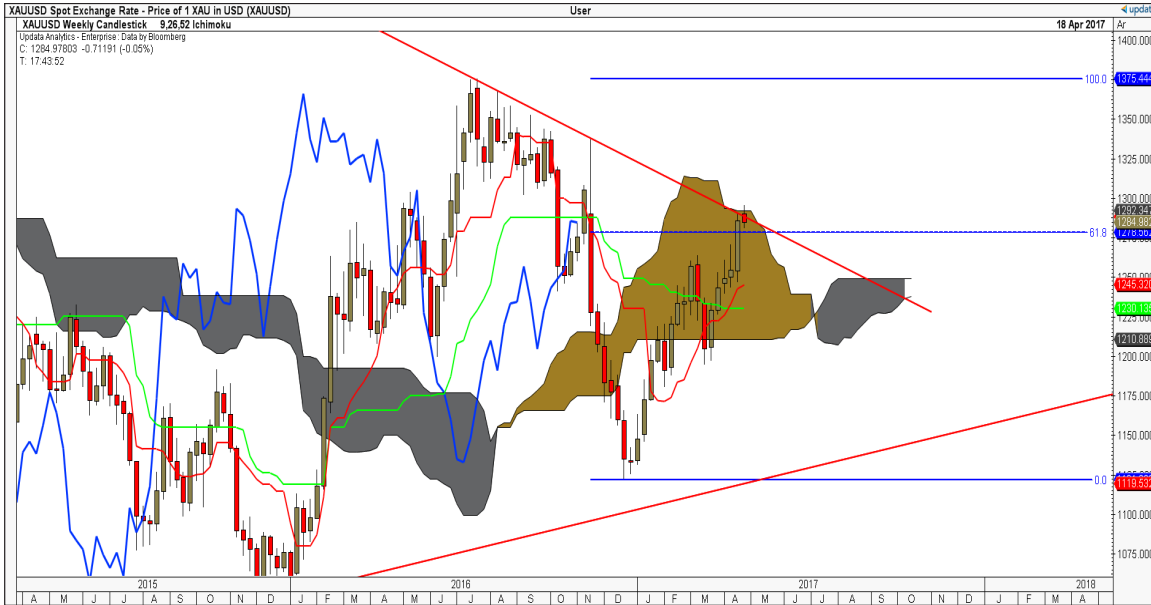 XAUUSD Spot Exchange Rate - Price of 1 XAU in USD (XAUUSD) User updat
XAUUSD Weekly Candlestick 9,26,52 Ichimoku 18 Apr 2017 Ar
Updata Analytics - Enterprise: Data by Bloomberg
C: 1284.97803 -0.71191 (-0.05%)
T: 17:43:52
1400.000
100.0 1375.444
1350.000
1325.000
1300.000
1292.347
1284.982
61.8
1245.320
1230.135
1225.000
1210.889
1200.000
1175.000
1150.000
0.0 1119.532
1100.000
1075.000
2015 2016 2017 2018
A M J J A S O N D J F M A M J J A S O N D J F M A M J J A S O N D J F M A